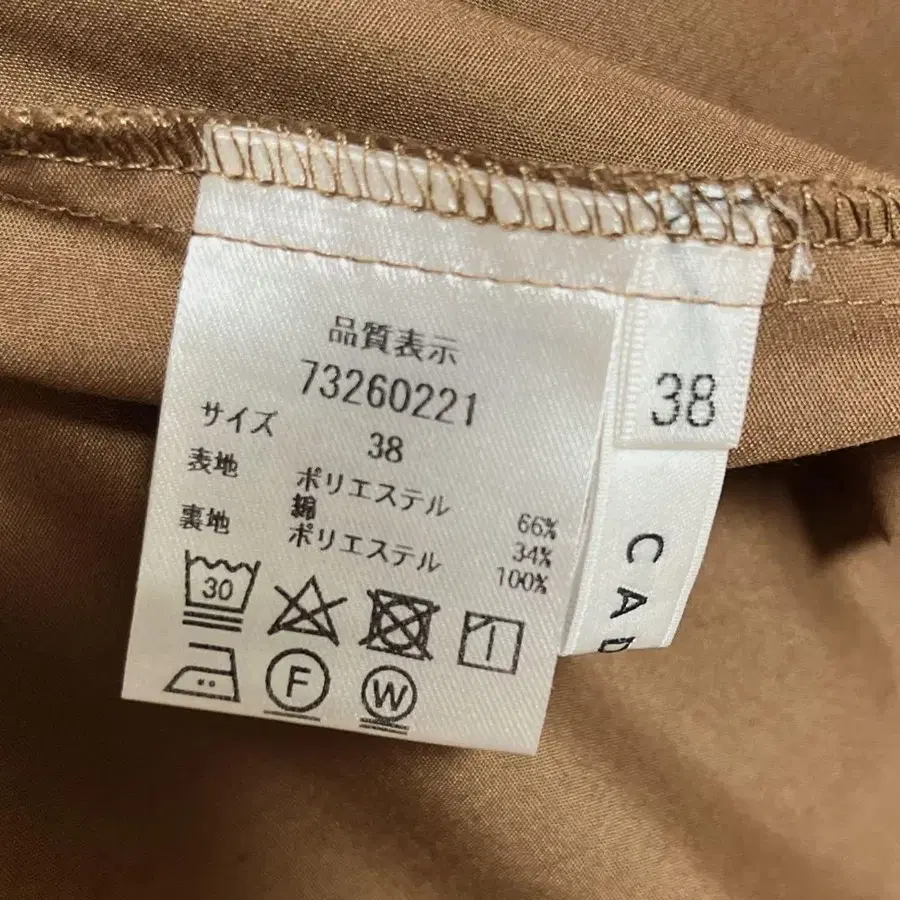 品質表示
73260221
サイズ 38
表地 ポリエステル 66%
綿 34%
裏地 ポリエステル 100%
30
F
W
38
CAD